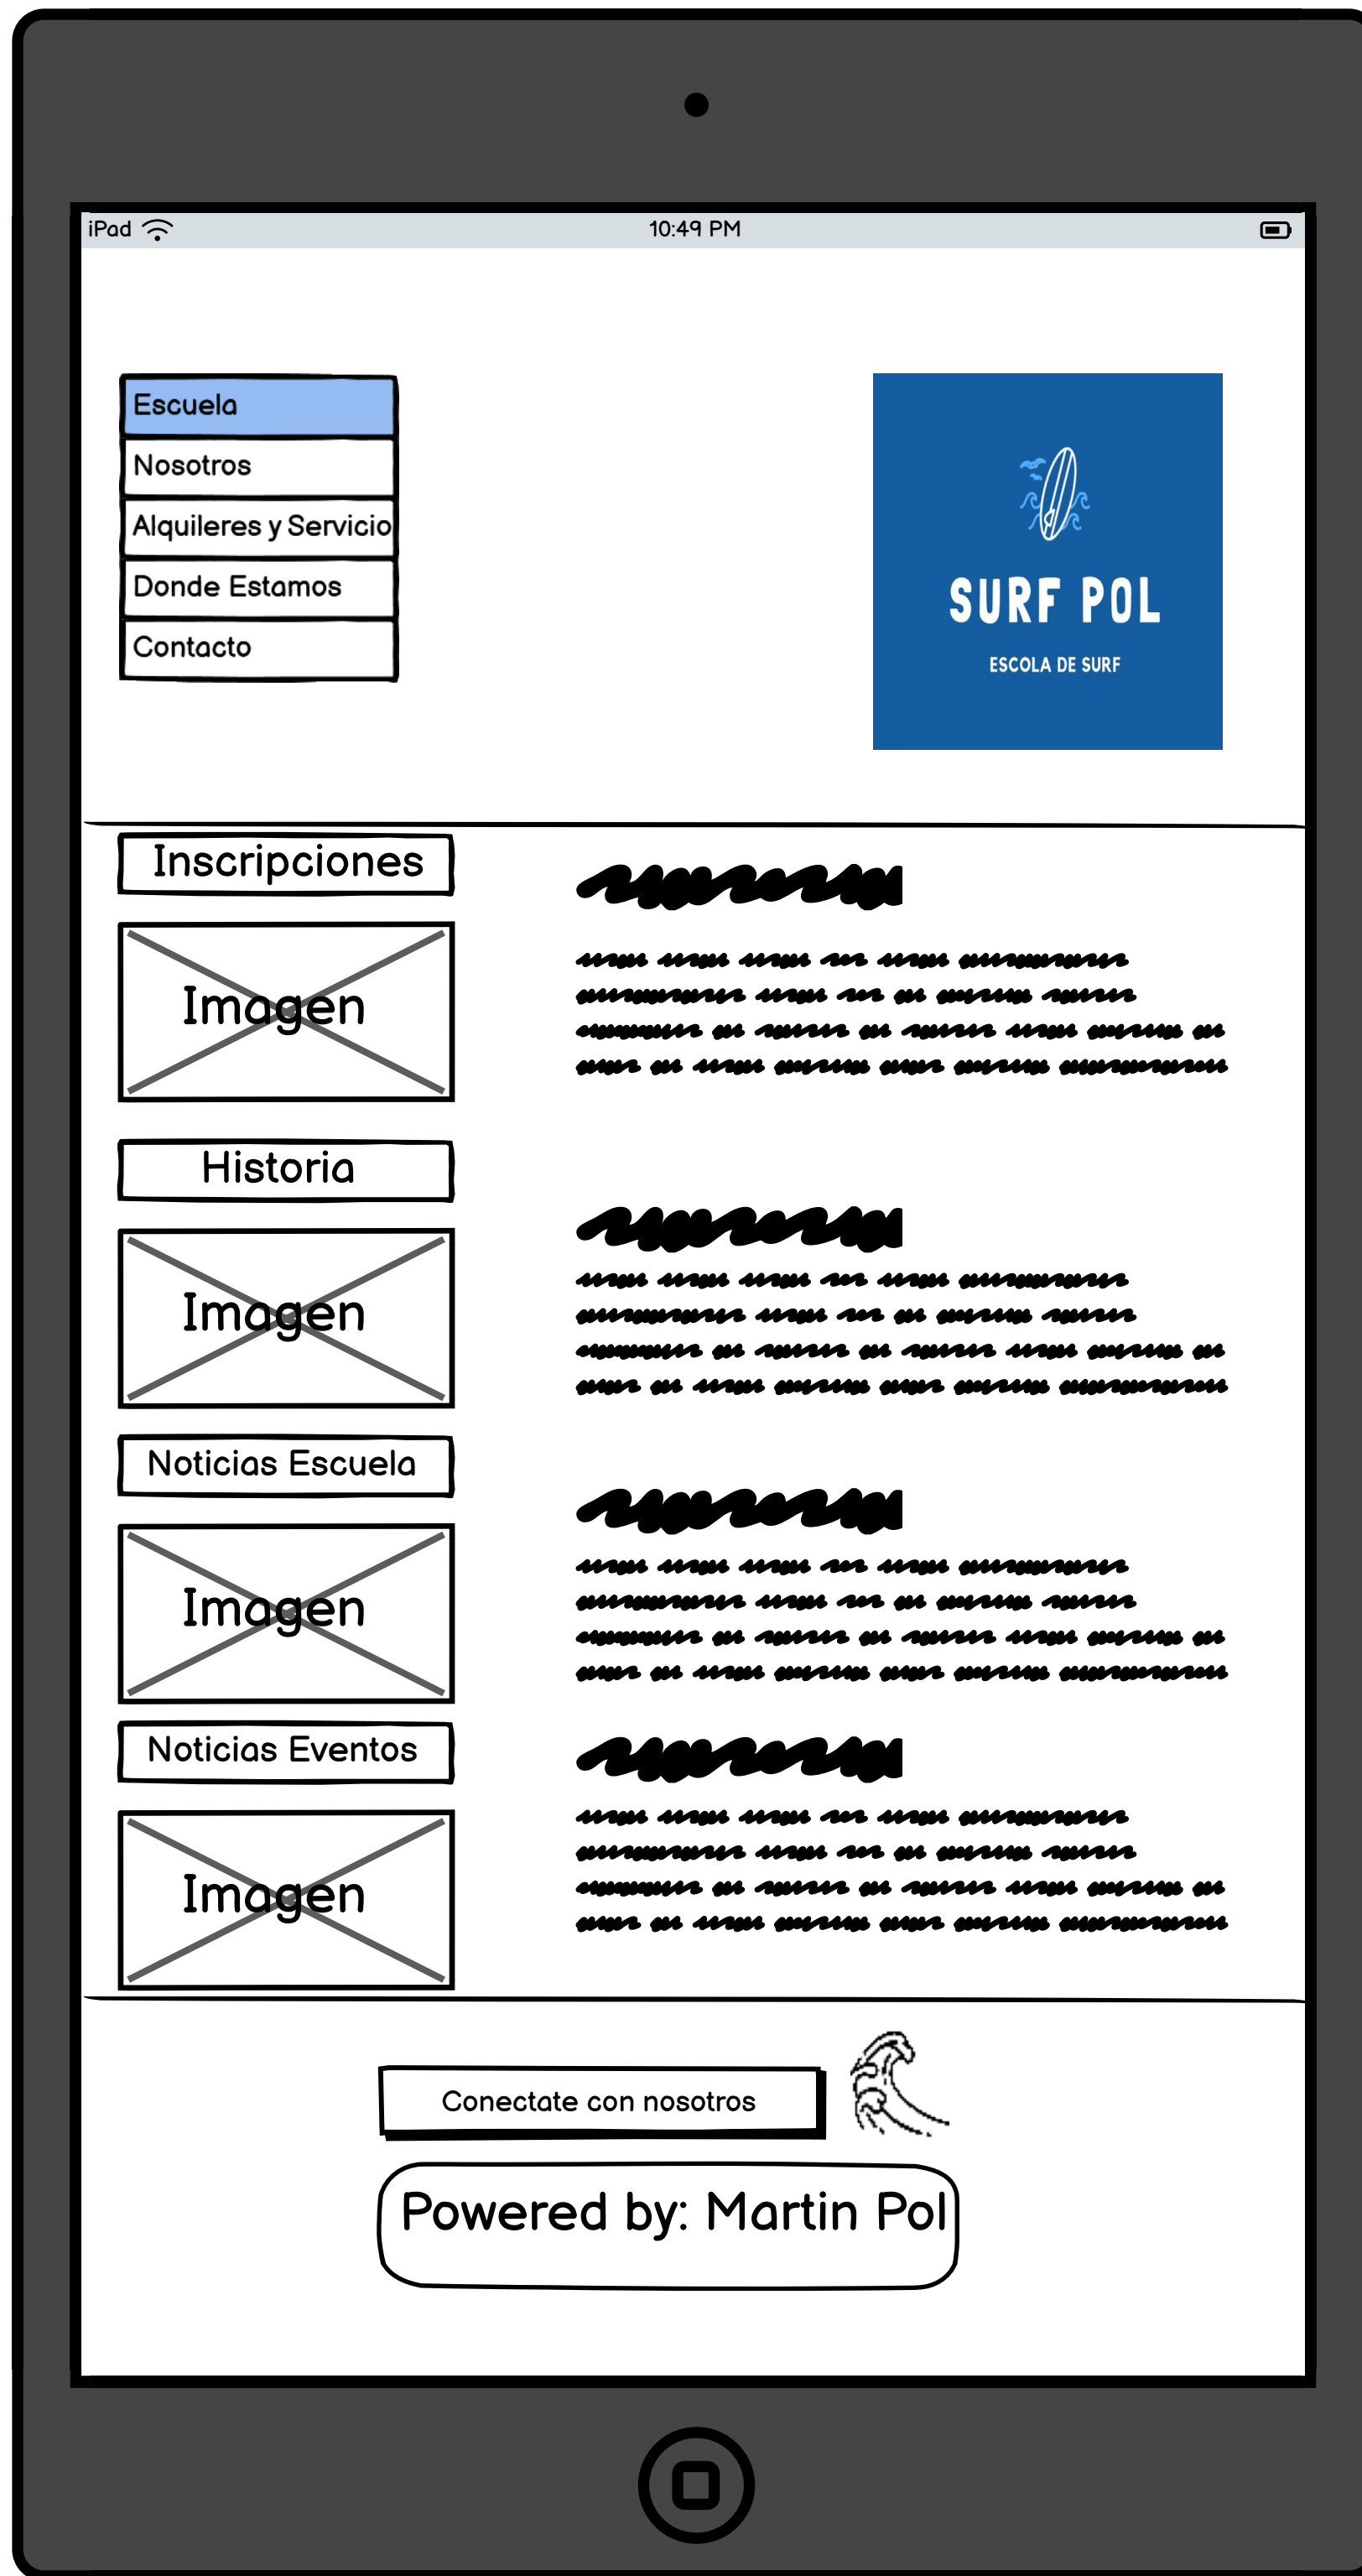 iPad 10:49 PM
Escuela
Nosotros
Alquileres y Servicio
Donde Estamos
Contacto
SURF POL
ESCOLA DE SURF
Inscripciones
Imagen
Historia
Imagen
Noticias Escuela
Imagen
Noticias Eventos
Imagen
Conectate con nosotros
Powered by: Martin Pol